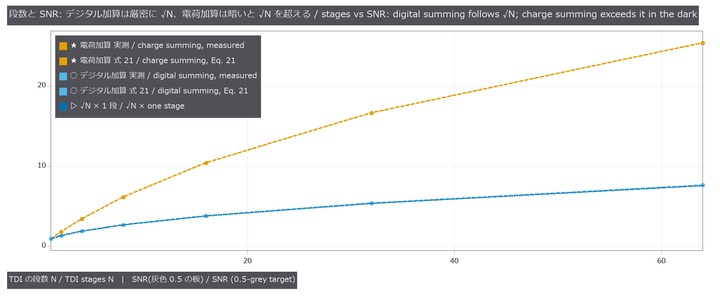 段数と SNR: デジタル加算は厳密に √N、電荷加算は暗いと √N を超える / stages vs SNR: digital summing follows √N; charge summing exceeds it in the dark
★ 電荷加算 実測 / charge summing, measured
★ 電荷加算 式 21 / charge summing, Eq. 21
○ デジタル加算 実測 / digital summing, measured
○ デジタル加算 式 21 / digital summing, Eq. 21
▷ √N × 1 段 / √N × one stage
20
10
0
20
40
60
TDI の段数 N / TDI stages N | SNR(灰色 0.5 の板) / SNR (0.5-grey target)